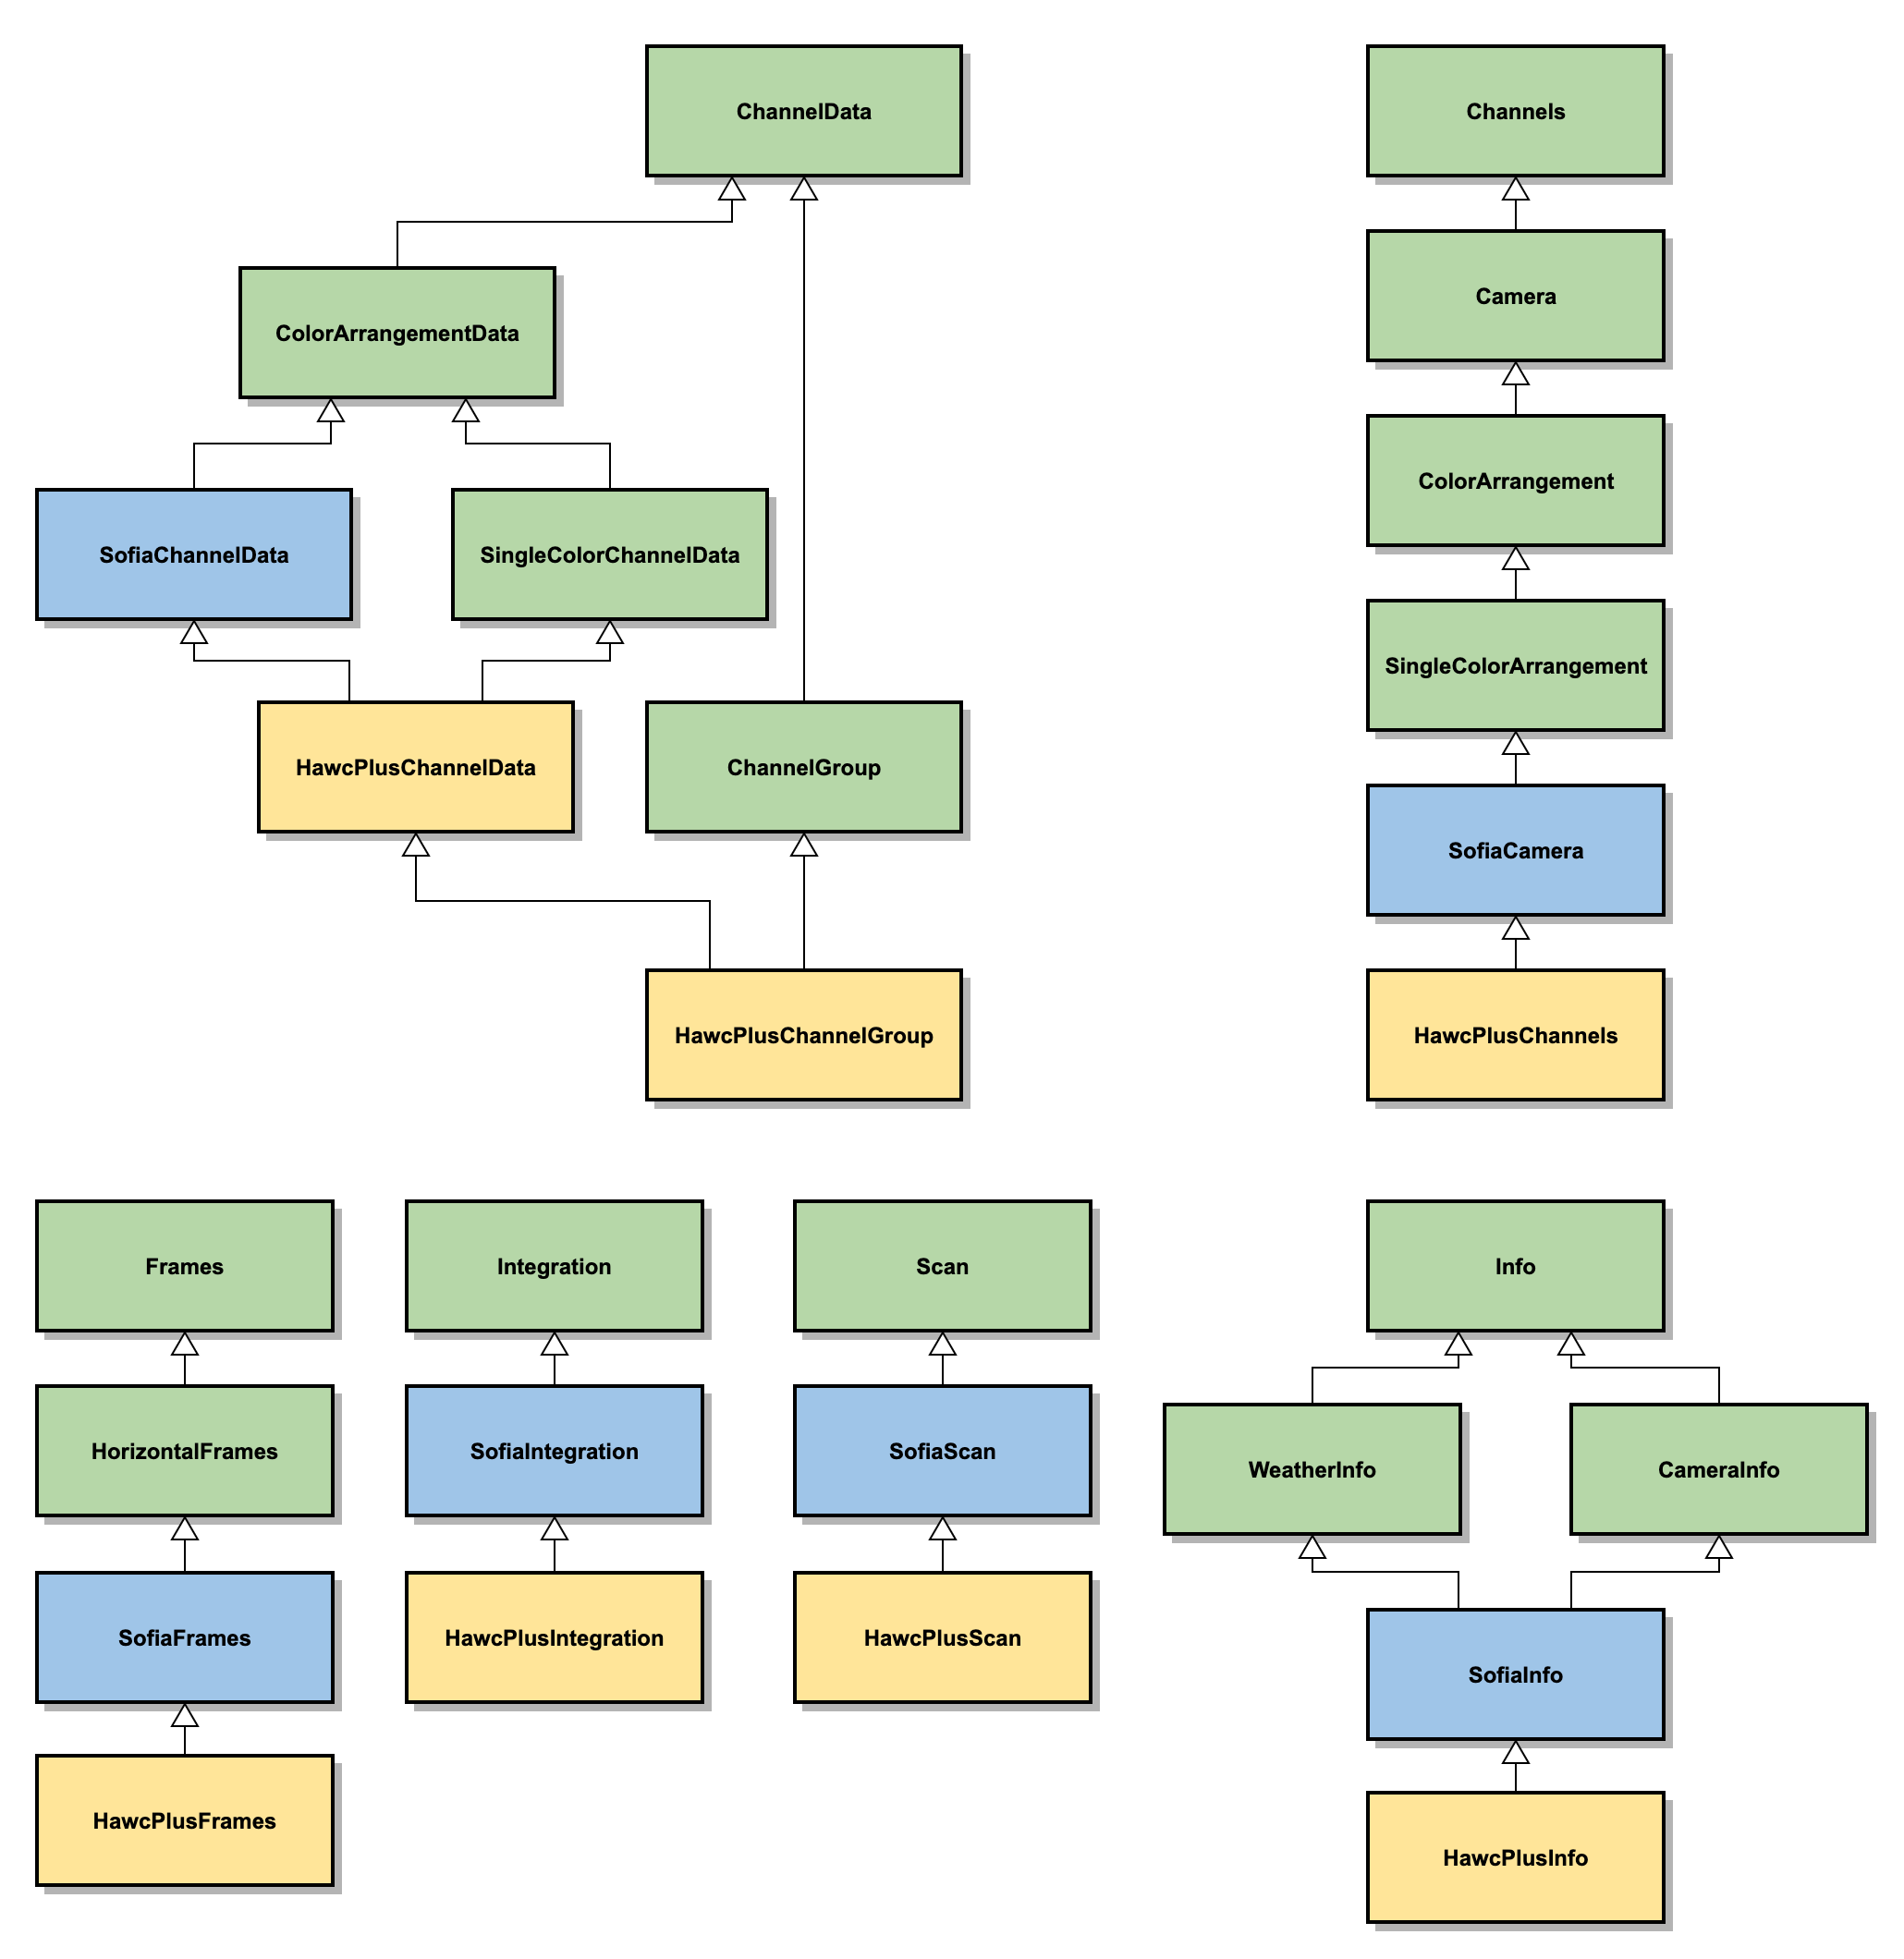 ChannelData
Channels
Camera
ColorArrangementData
ColorArrangement
SofiaChannelData
SingleColorChannelData
SingleColorArrangement
HawcPlusChannelData
ChannelGroup
SofiaCamera
HawcPlusChannelGroup
HawcPlusChannels
Frames
Integration
Scan
Info
HorizontalFrames
SofiaIntegration
SofiaScan
WeatherInfo
CameraInfo
SofiaFrames
HawcPlusIntegration
HawcPlusScan
SofiaInfo
HawcPlusFrames
HawcPlusInfo